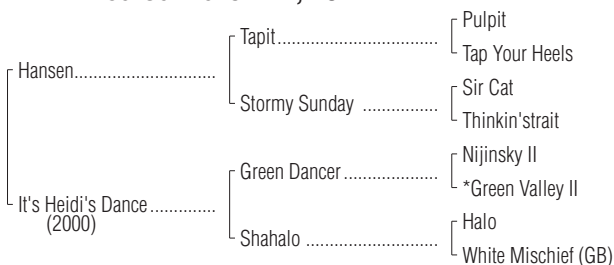 Pulpit
Tapit..................................
Tap Your Heels
Hansen.............................
Sir Cat
Stormy Sunday ................
Thinkin'strait
Nijinsky II
Green Dancer....................
*Green Valley II
It's Heidi's Dance..............
(2000)
Halo
Shahalo ...........................
White Mischief (GB)